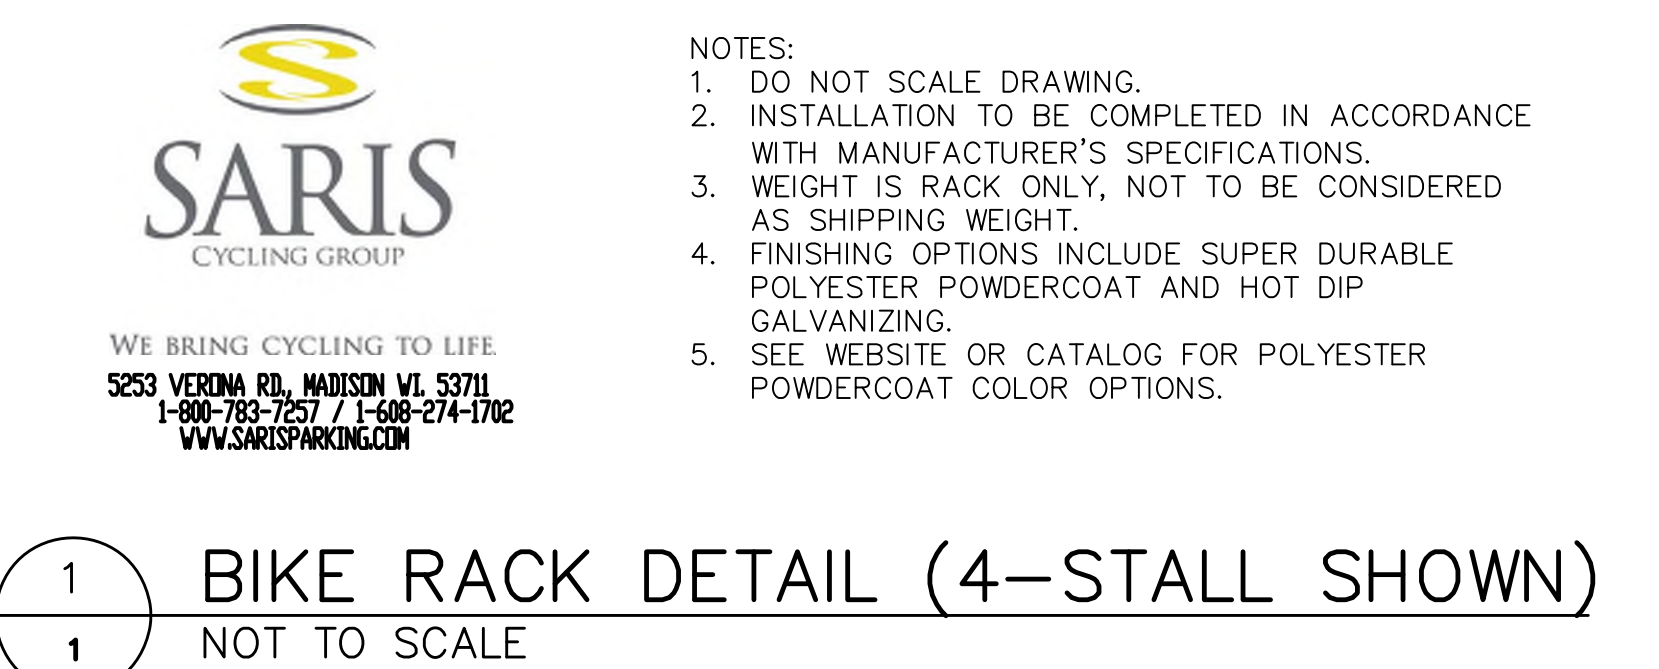 SARIS
CYCLING GROUP
WE BRING CYCLING TO LIFE.
5253 VERONA RD., MADISON WI. 53711
1-800-783-7257 / 1-608-274-1702
WWW.SARISPARKING.COM
NOTES:
1. DO NOT SCALE DRAWING.
2. INSTALLATION TO BE COMPLETED IN ACCORDANCE
WITH MANUFACTURER'S SPECIFICATIONS.
3. WEIGHT IS RACK ONLY, NOT TO BE CONSIDERED
AS SHIPPING WEIGHT.
4. FINISHING OPTIONS INCLUDE SUPER DURABLE
POLYESTER POWDERCOAT AND HOT DIP
GALVANIZING.
5. SEE WEBSITE OR CATALOG FOR POLYESTER
POWDERCOAT COLOR OPTIONS.
1 BIKE RACK DETAIL (4-STALL SHOWN)
1 NOT TO SCALE